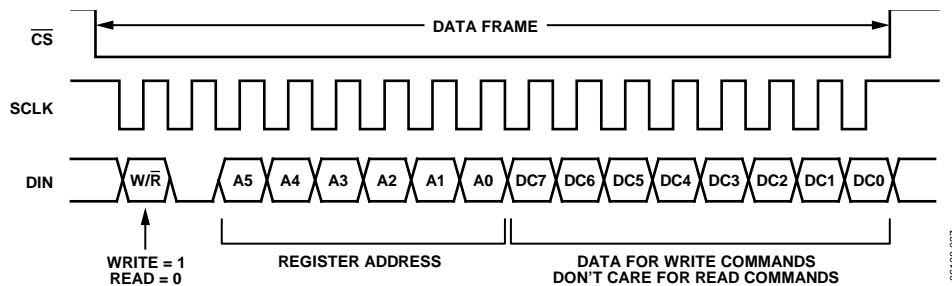 DATA FRAME
CS
SCLK
DIN
W/R
A5
A4
A3
A2
A1
A0
DC7
DC6
DC5
DC4
DC3
DC2
DC1
DC0
WRITE = 1
READ = 0
REGISTER ADDRESS
DATA FOR WRITE COMMANDS
DON'T CARE FOR READ COMMANDS